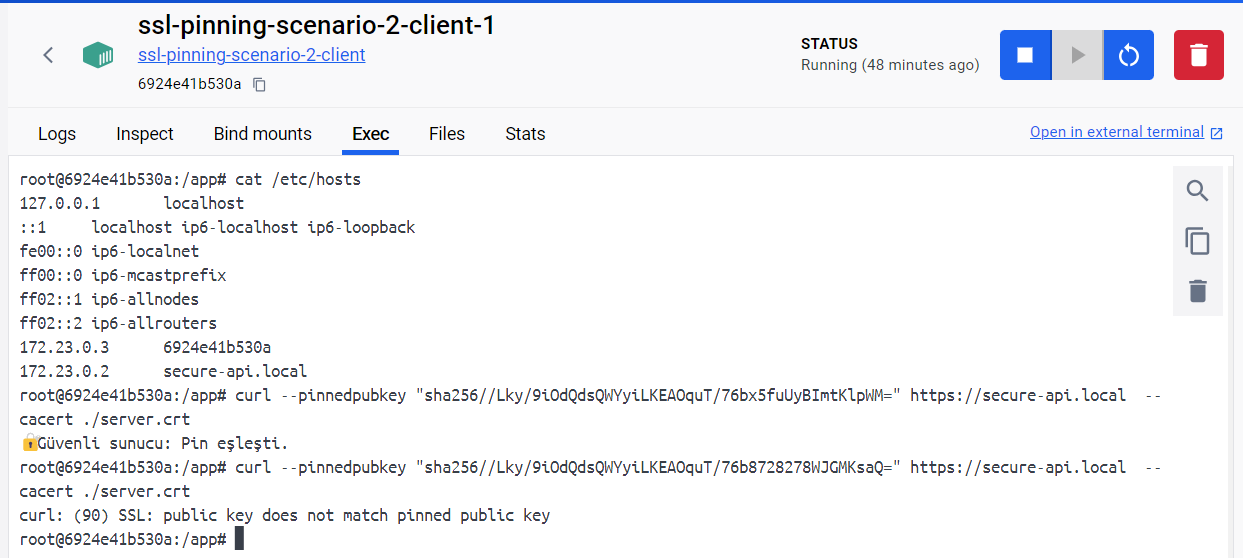 ssl-pinning-scenario-2-client-1
ssl-pinning-scenario-2-client
6924e41b530a
STATUS
Running (48 minutes ago)
Logs Inspect Bind mounts Exec Files Stats Open in external terminal
root@6924e41b530a:/app# cat /etc/hosts
127.0.0.1 localhost
::1 localhost ip6-localhost ip6-loopback
fe00::0 ip6-localnet
ff00::0 ip6-mcastprefix
ff02::1 ip6-allnodes
ff02::2 ip6-allrouters
172.23.0.3 6924e41b530a
172.23.0.2 secure-api.local
root@6924e41b530a:/app# curl --pinnedpubkey "sha256//Lky/9iOdQdsQWYyiLKEAOquT/76bx5fuUyBImtKlpWM=" https://secure-api.local --
cacert ./server.crt
🔒Güvenli sunucu: Pin eşleşti.
root@6924e41b530a:/app# curl --pinnedpubkey "sha256//Lky/9iOdQdsQWYyiLKEAOquT/76b8728278WJGMKsaQ=" https://secure-api.local --
cacert ./server.crt
curl: (90) SSL: public key does not match pinned public key
root@6924e41b530a:/app#